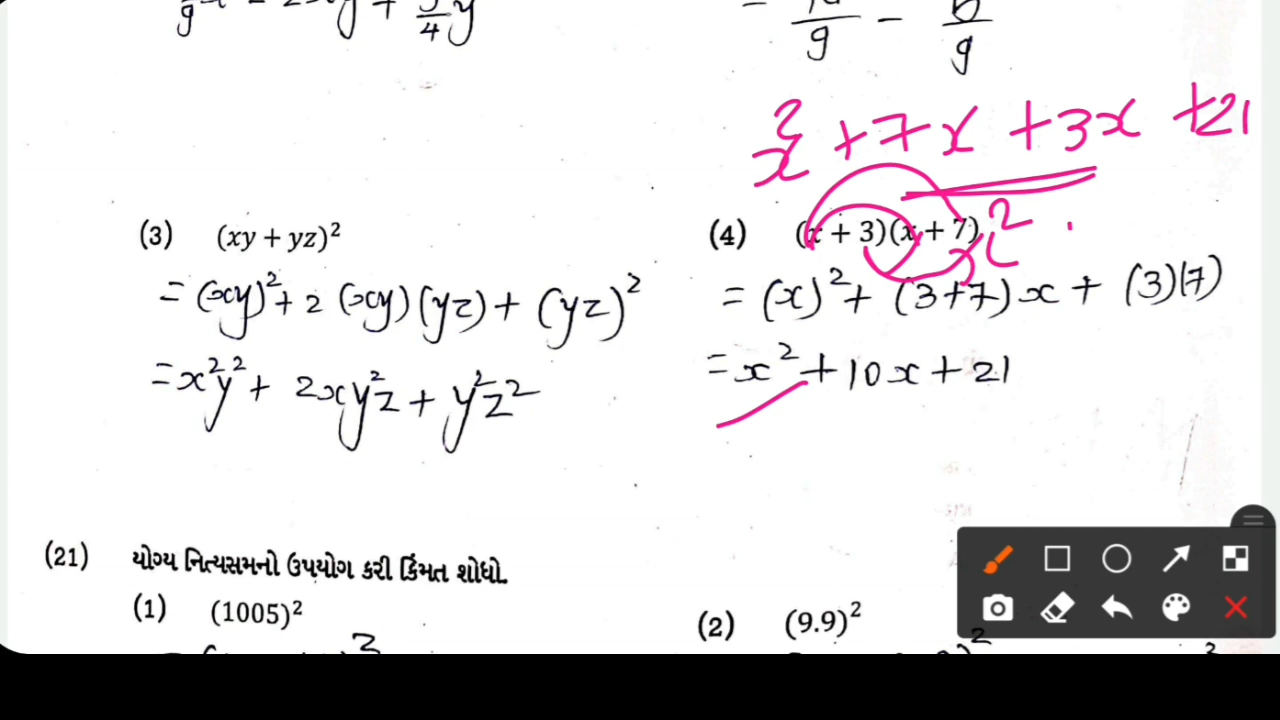 x² + 7x + 3x + 21
(3) (xy + yz)²
= (xy)² + 2 (xy) (yz) + (yz)²
= x²y² + 2xy²z + y²z²
(4) (x + 3)(x + 7)
x²
= (x)² + (3+7)x + (3)(7)
= x² + 10x + 21
(21) યોગ્ય નિત્યસમનો ઉપયોગ કરી કિંમત શોધો.
(1) (1005)²
(2) (9.9)²